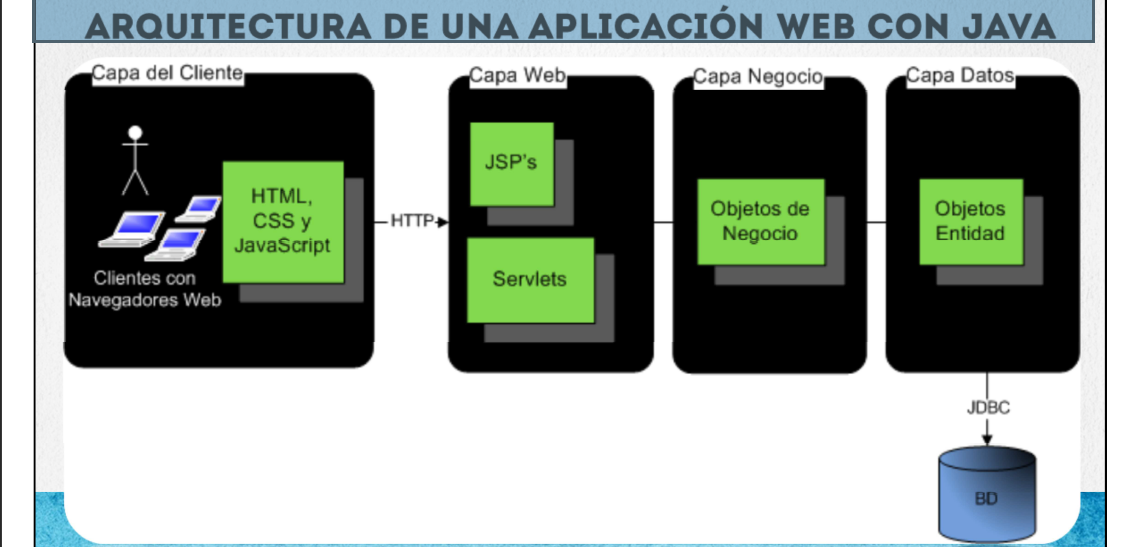 ARQUITECTURA DE UNA APLICACIÓN WEB CON JAVA
Capa del Cliente
HTML,
CSS y
JavaScript
Clientes con
Navegadores Web
HTTP
Capa Web
JSP's
Servlets
Capa Negocio
Objetos de
Negocio
Capa Datos
Objetos
Entidad
JDBC
BD